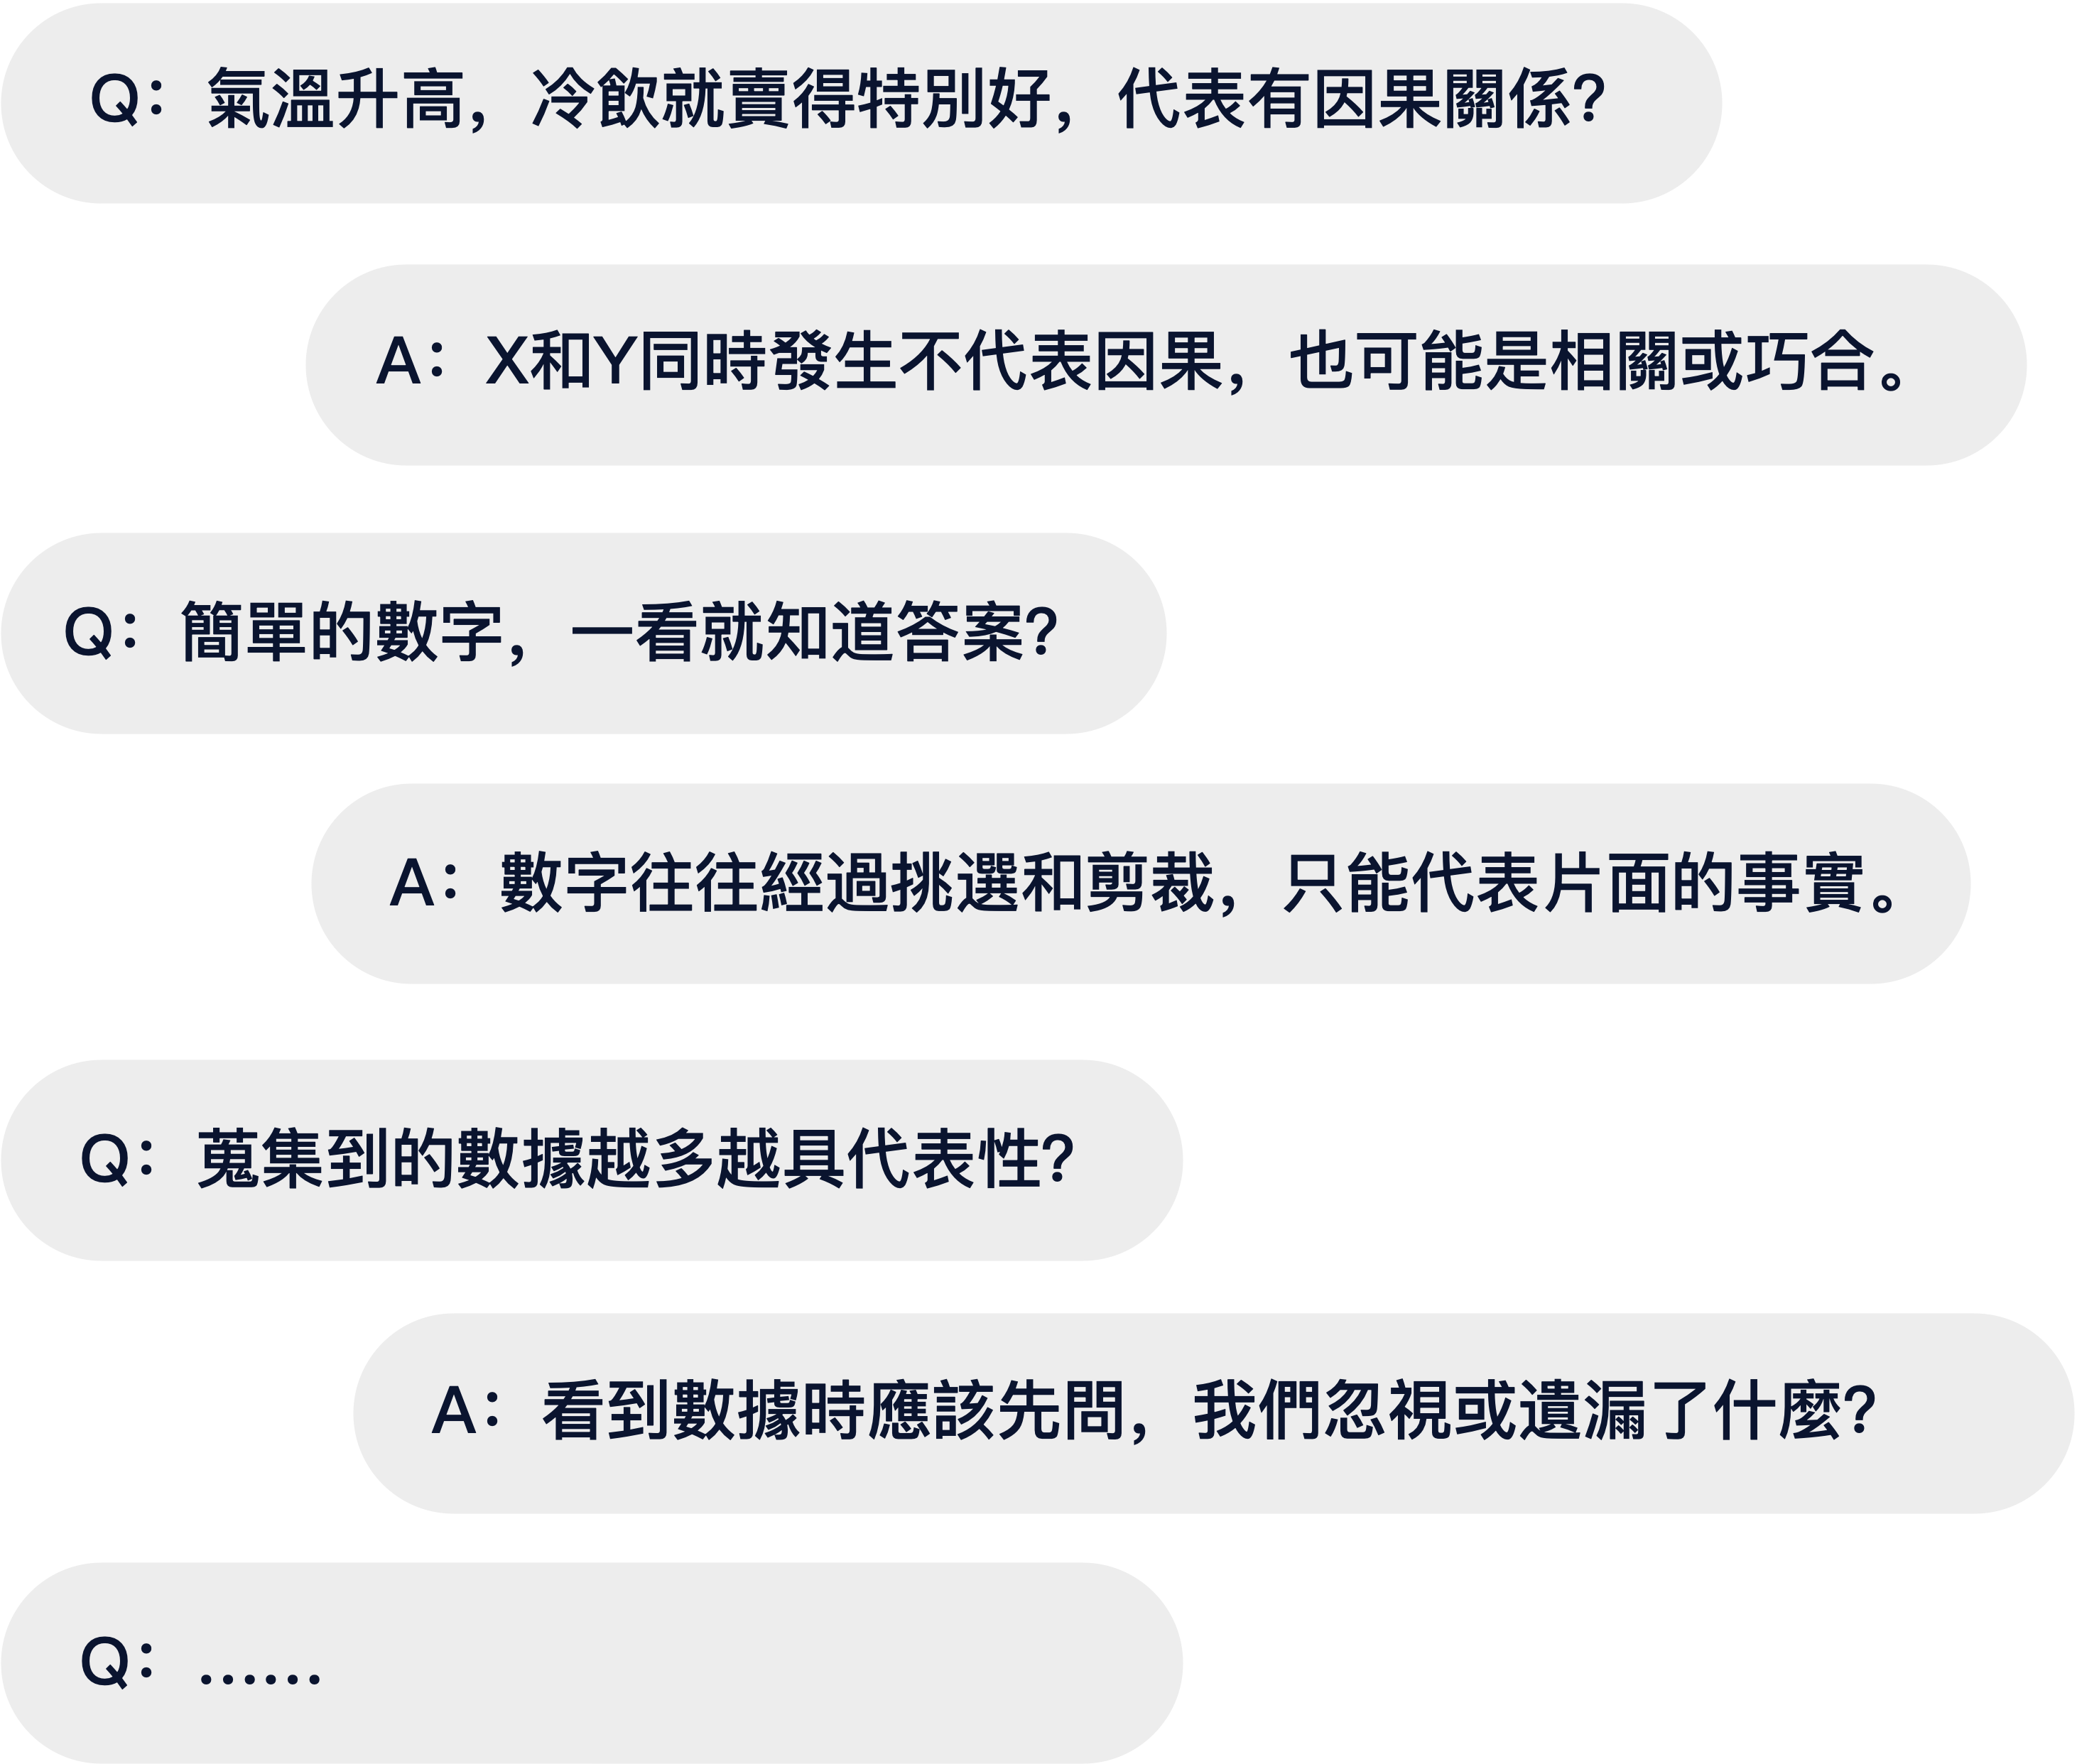 Q： 氣溫升高，冷飲就賣得特別好，代表有因果關係?
A： X和Y同時發生不代表因果，也可能是相關或巧合。
Q： 簡單的數字，一看就知道答案?
A： 數字往往經過挑選和剪裁，只能代表片面的事實。
Q： 蒐集到的數據越多越具代表性?
A： 看到數據時應該先問，我們忽視或遺漏了什麼?
Q： ......